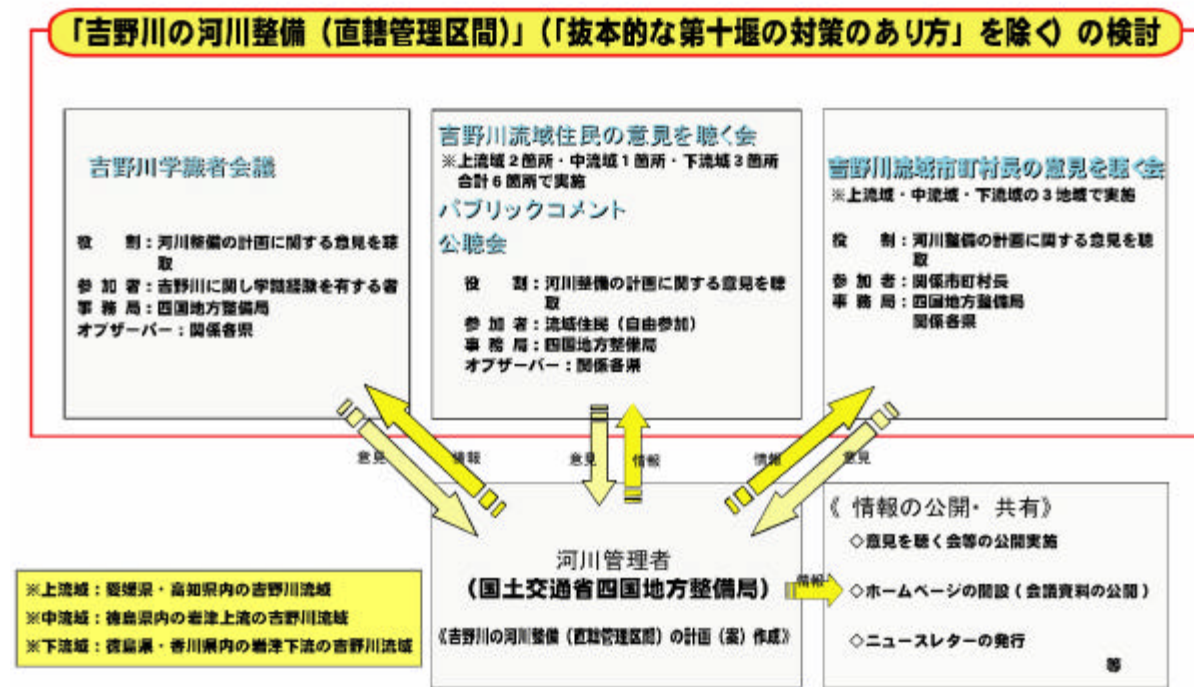 「吉野川の河川整備（直轄管理区間）」（「抜本的な第十堰の対策のあり方」を除く）の検討
吉野川学識者会議
役　割：河川整備の計画に関する意見を聴
取
参 加 者：吉野川に関し学識経験を有する者
事 務 局：四国地方整備局
オブザーバー：関係各県
吉野川流域住民の意見を聴く会
※上流域２箇所・中流域１箇所・下流域３箇所
合計６箇所で実施
パブリックコメント
公聴会
役　割：河川整備の計画に関する意見を聴
取
参 加 者：流域住民（自由参加）
事 務 局：四国地方整備局
オブザーバー：関係各県
吉野川流域市町村長の意見を聴く会
※上流域・中流域・下流域の３地域で実施
役　割：河川整備の計画に関する意見を聴
取
参 加 者：関係市町村長
事 務 局：四国地方整備局
関係各県
意見
情報
意見
情報
情報
意見
河川管理者
（国土交通省四国地方整備局）
《吉野川の河川整備（直轄管理区間）の計画（案）作成》
情報
《 情報の公開・ 共有》
◇意見を聴く会等の公開実施
◇ホームページの開設（会議資料の公開）
◇ニュースレターの発行
等
※上流域：愛媛県・高知県内の吉野川流域
※中流域：徳島県内の岩津上流の吉野川流域
※下流域：徳島県・香川県内の岩津下流の吉野川流域